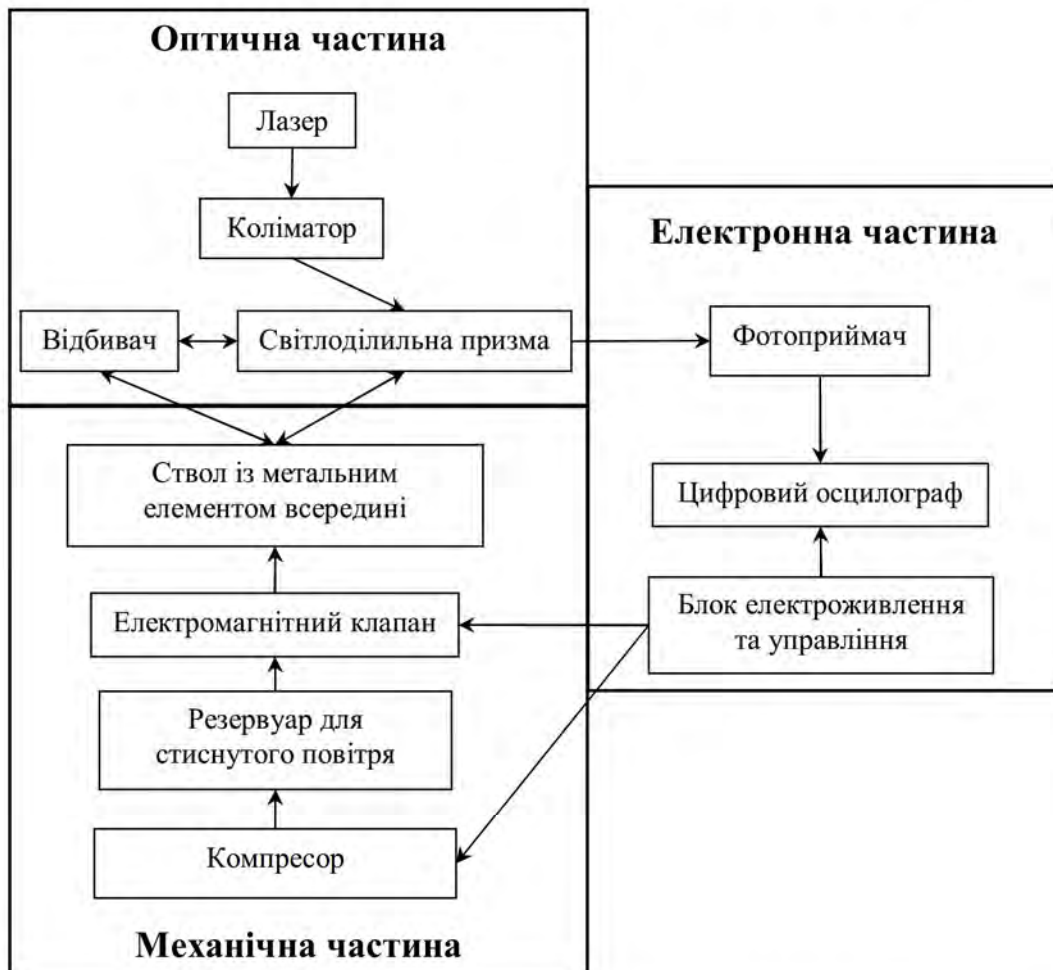 Оптична частина
Лазер
Коліматор
Відбивач
Світлоділильна призма
Електронна частина
Фотоприймач
Цифровий осцилограф
Блок електроживлення
та управління
Ствол із метальним
елементом всередині
Електромагнітний клапан
Резервуар для
стиснутого повітря
Компресор
Механічна частина